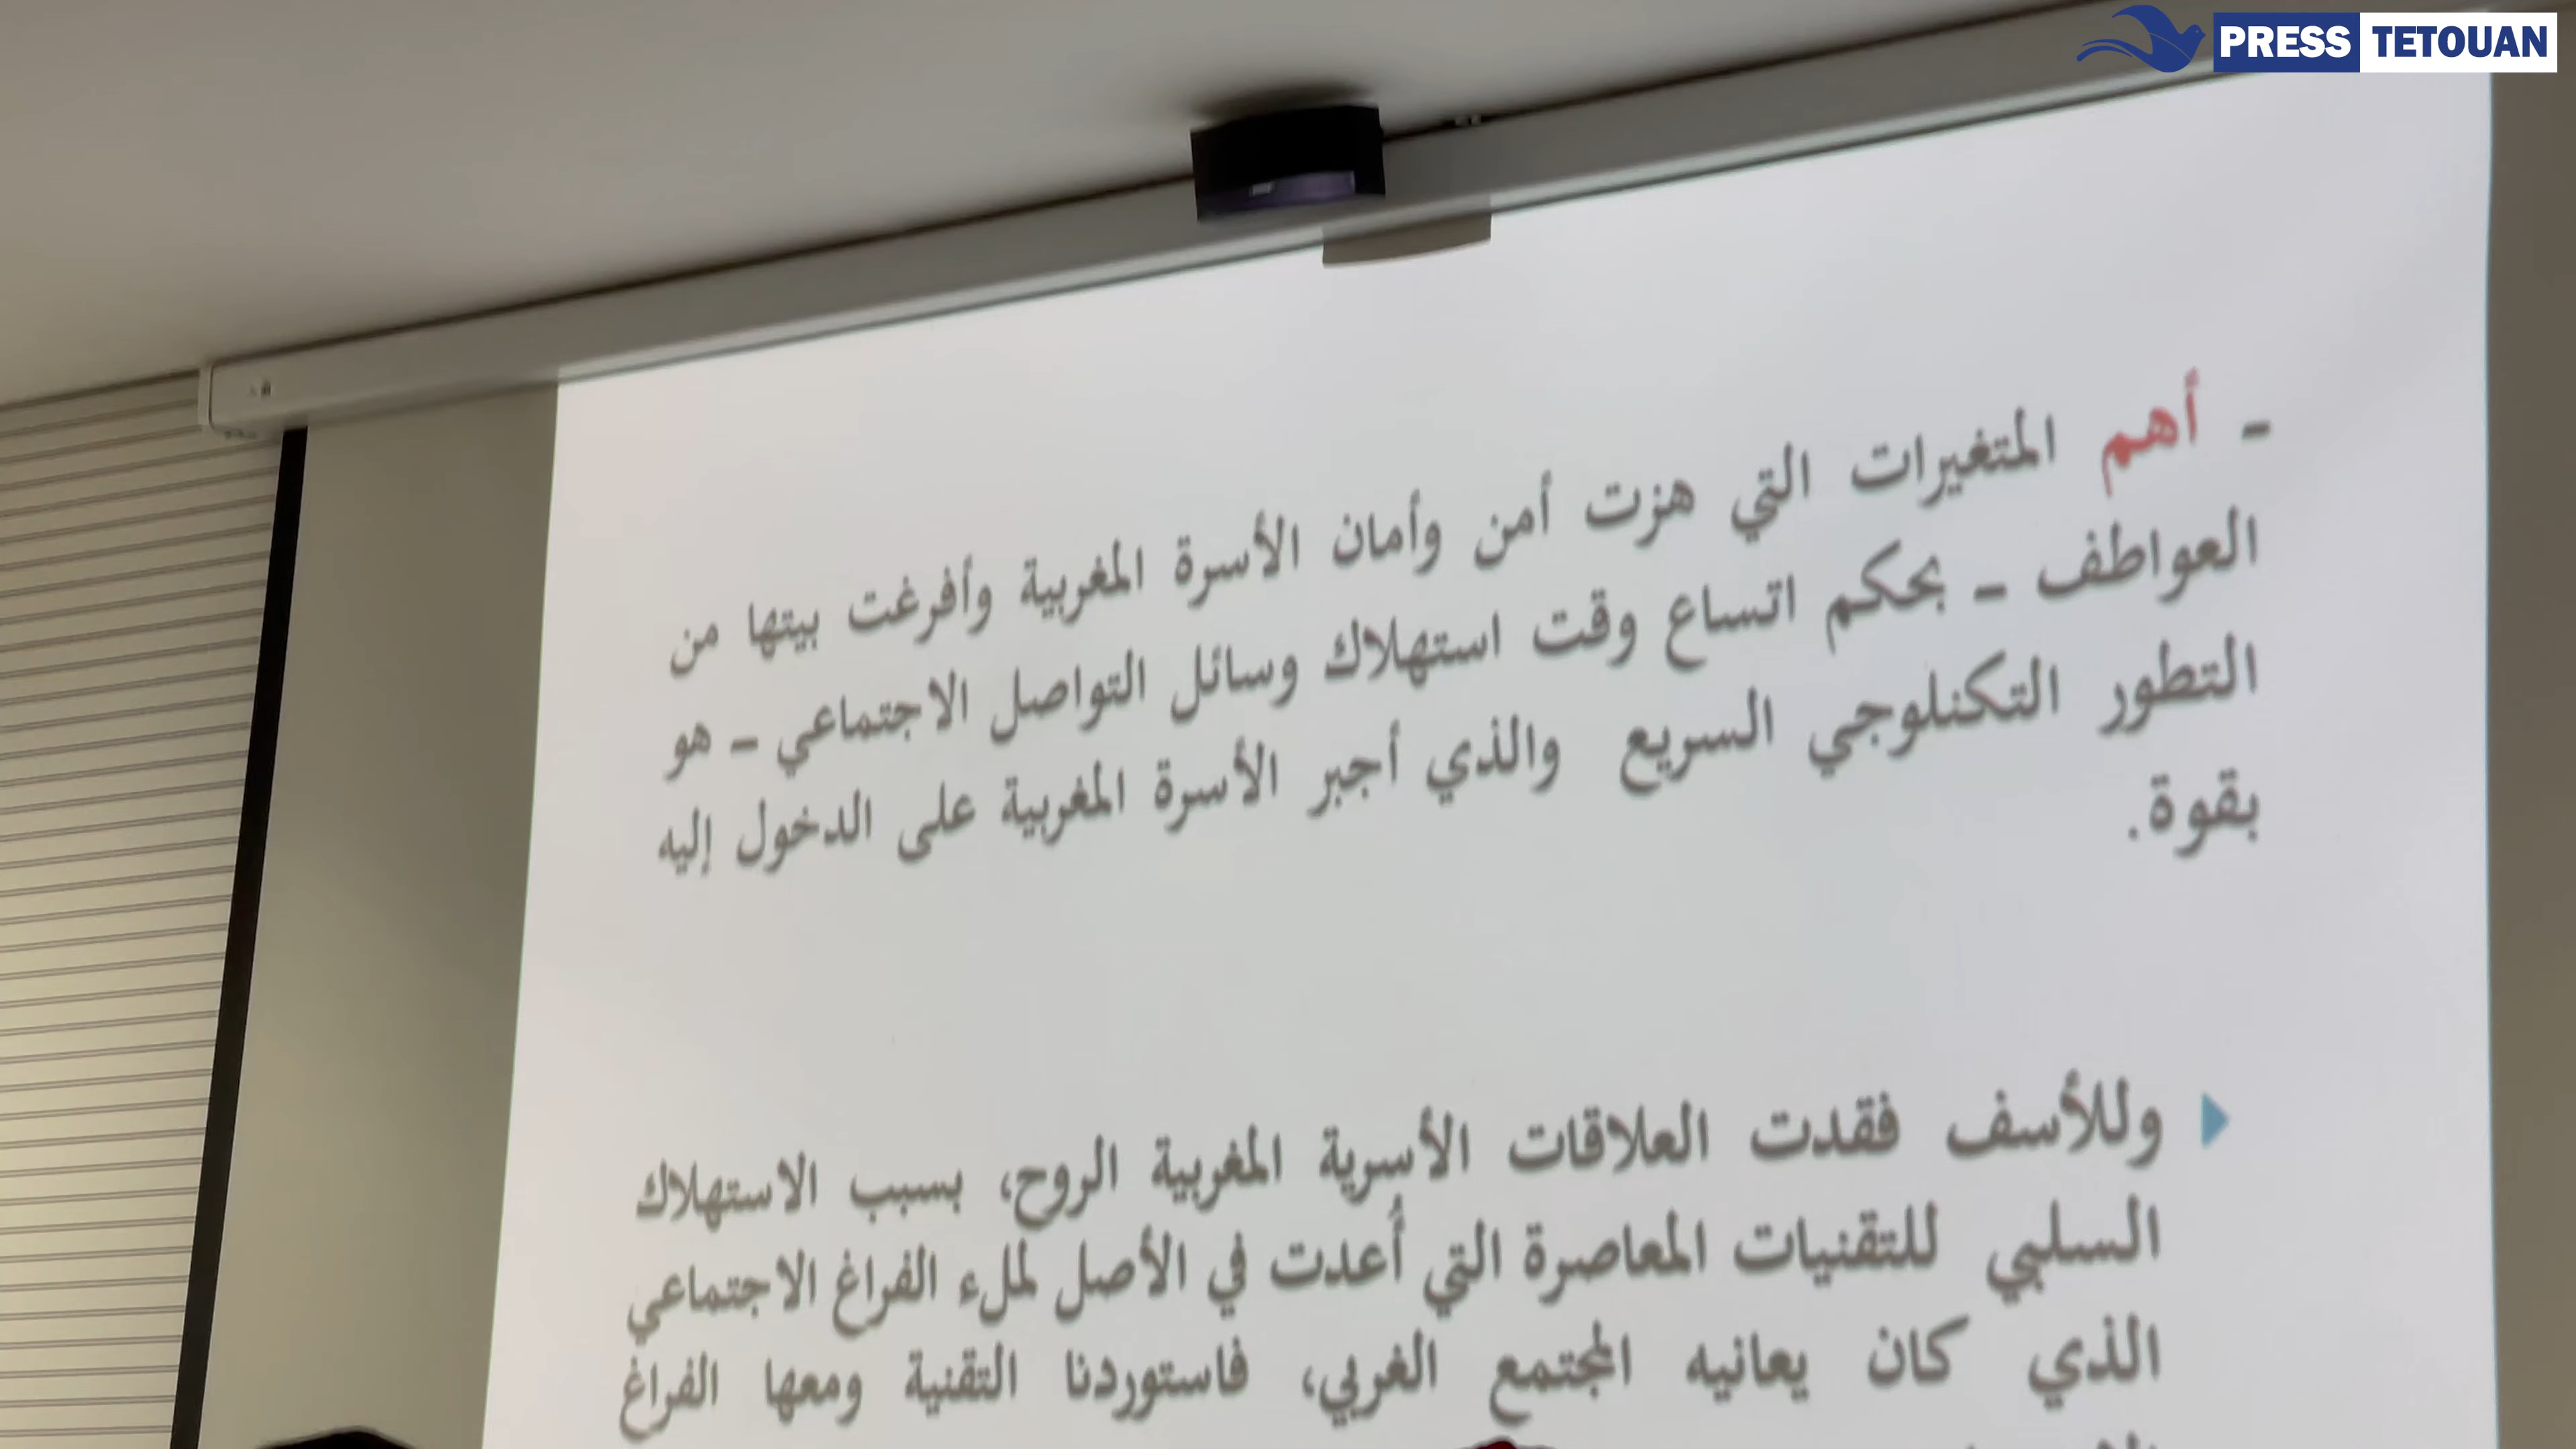 PRESS TETOUAN
- أهم المتغيرات التي هزت أمن وأمان الأسرة المغربية وأفرغت بيتها من
العواطف - بحكم اتساع وقت استهلاك وسائل التواصل الاجتماعي - هو
التطور التكنلوجي السريع والذي أجبر الأسرة المغربية على الدخول إليه
بقوة.
وللأسف فقدت العلاقات الأسرية المغربية الروح، بسبب الاستهلاك
السلبي للتقنيات المعاصرة التي أُعدت في الأصل لملء الفراغ الاجتماعي
الذي كان يعانيه المجتمع الغربي، فاستوردنا التقنية ومعها الفراغ